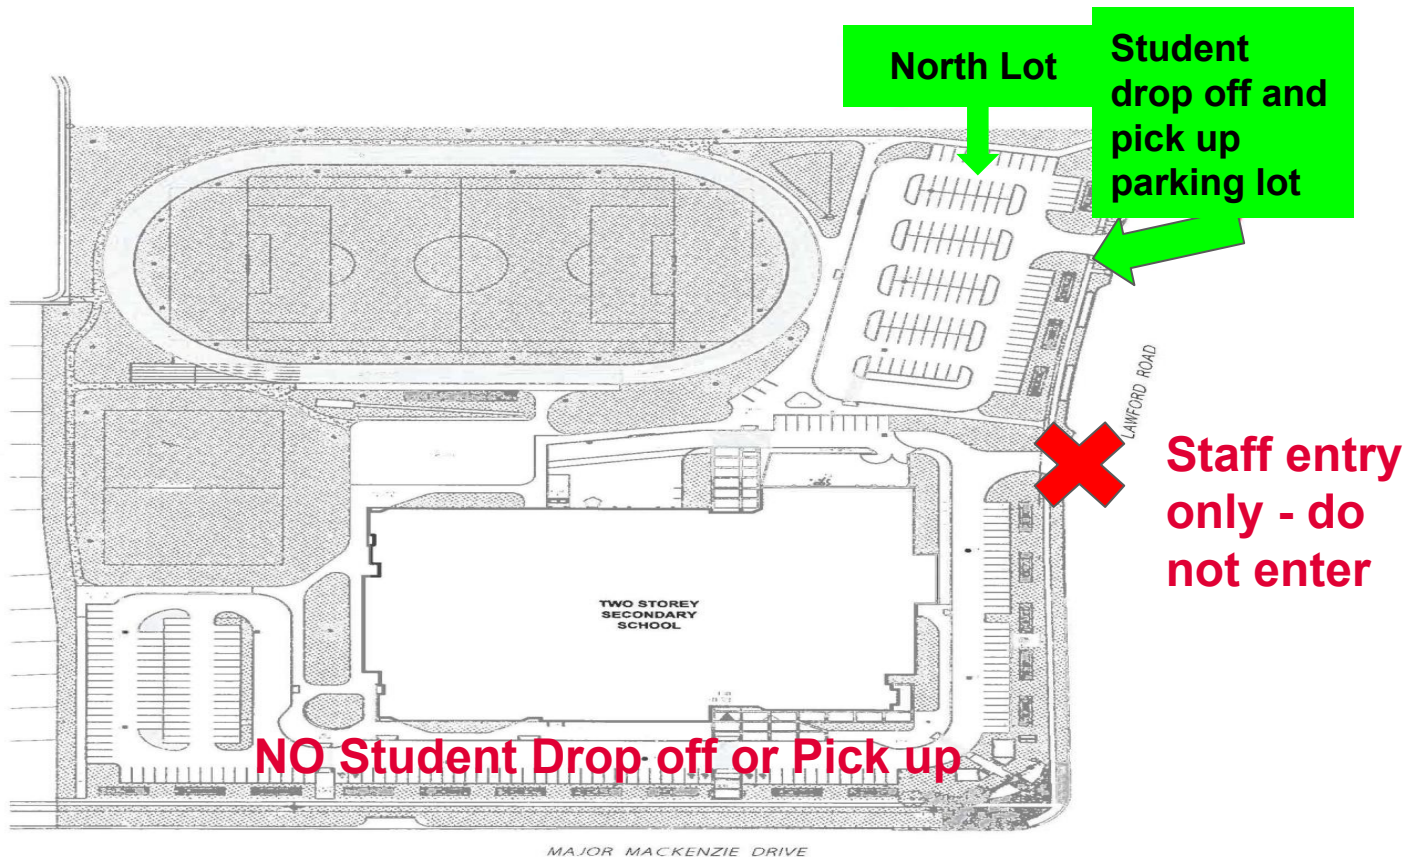 North Lot
Student
drop off and
pick up
parking lot
LAWFORD ROAD
Staff entry
only - do
not enter
TWO STOREY
SECONDARY
SCHOOL
NO Student Drop off or Pick up
MAJOR MACKENZIE DRIVE